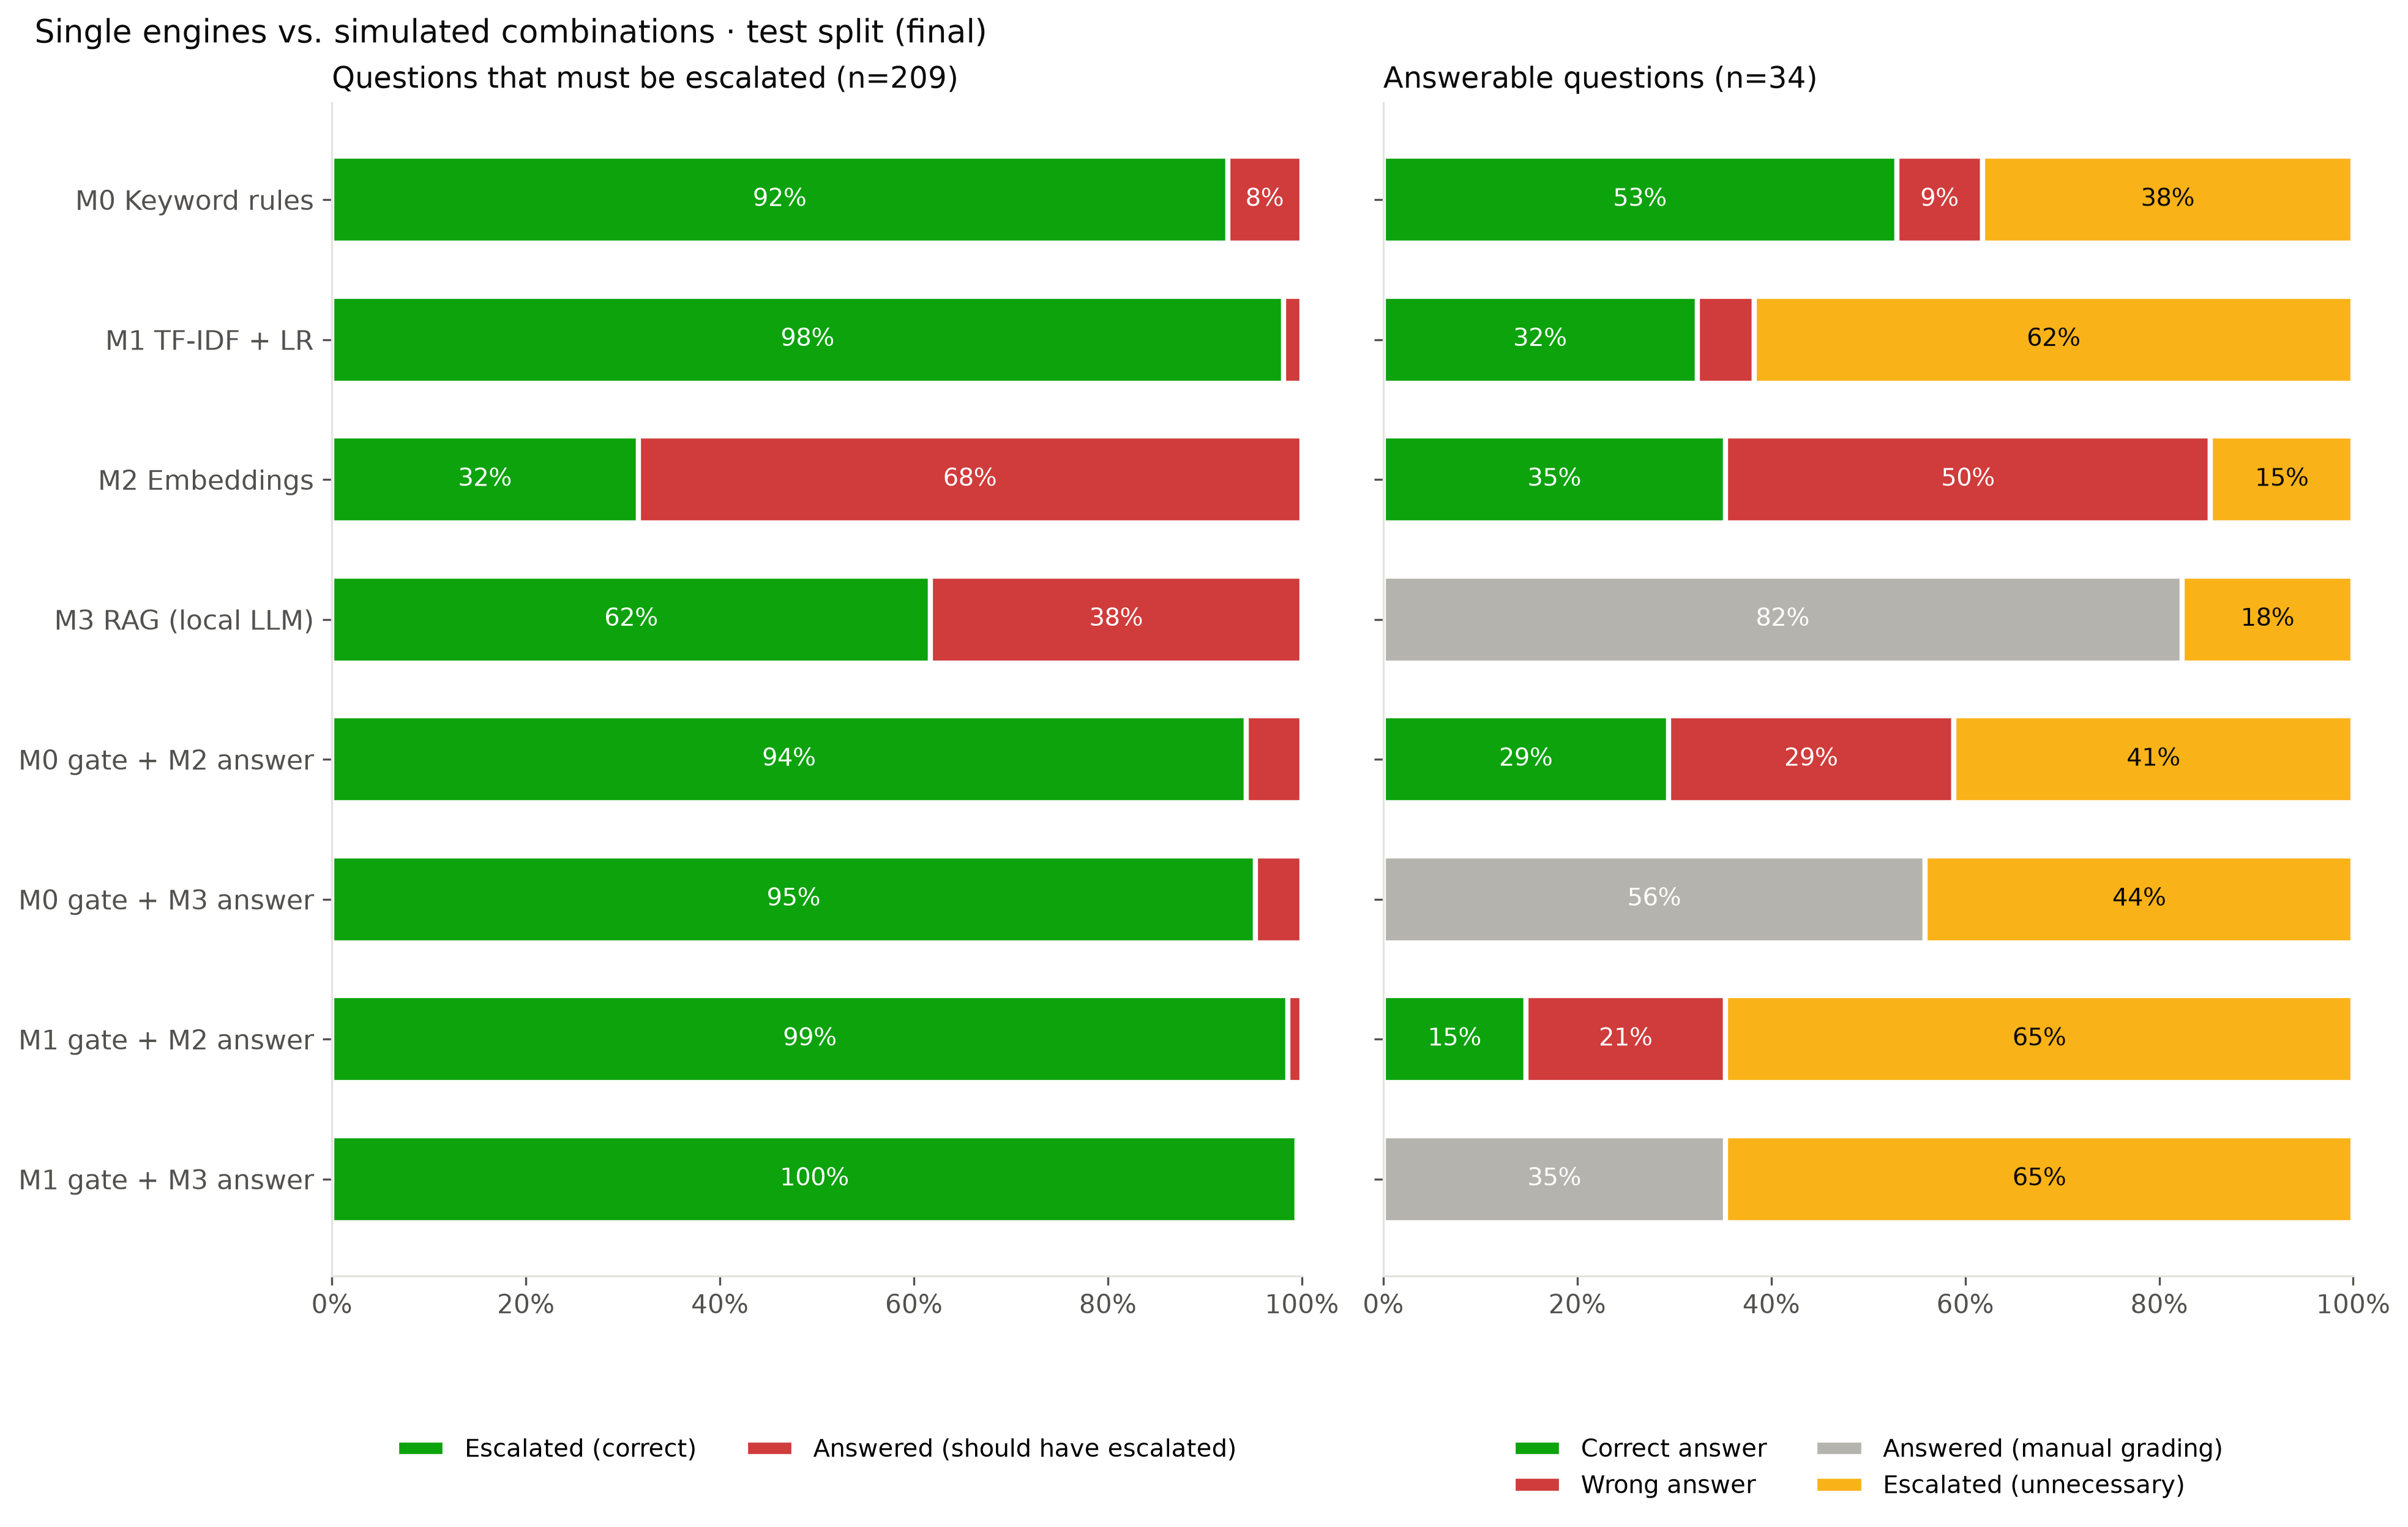 Single engines vs. simulated combinations · test split (final)
Questions that must be escalated (n=209)
Answerable questions (n=34)
M0 Keyword rules
92%
8%
53%
9%
38%
M1 TF-IDF + LR
98%
32%
62%
M2 Embeddings
32%
68%
35%
50%
15%
M3 RAG (local LLM)
62%
38%
82%
18%
M0 gate + M2 answer
94%
29%
29%
41%
M0 gate + M3 answer
95%
56%
44%
M1 gate + M2 answer
99%
15%
21%
65%
M1 gate + M3 answer
100%
35%
65%
0% 20% 40% 60% 80% 100%
0% 20% 40% 60% 80% 100%
Escalated (correct)
Answered (should have escalated)
Correct answer
Wrong answer
Answered (manual grading)
Escalated (unnecessary)